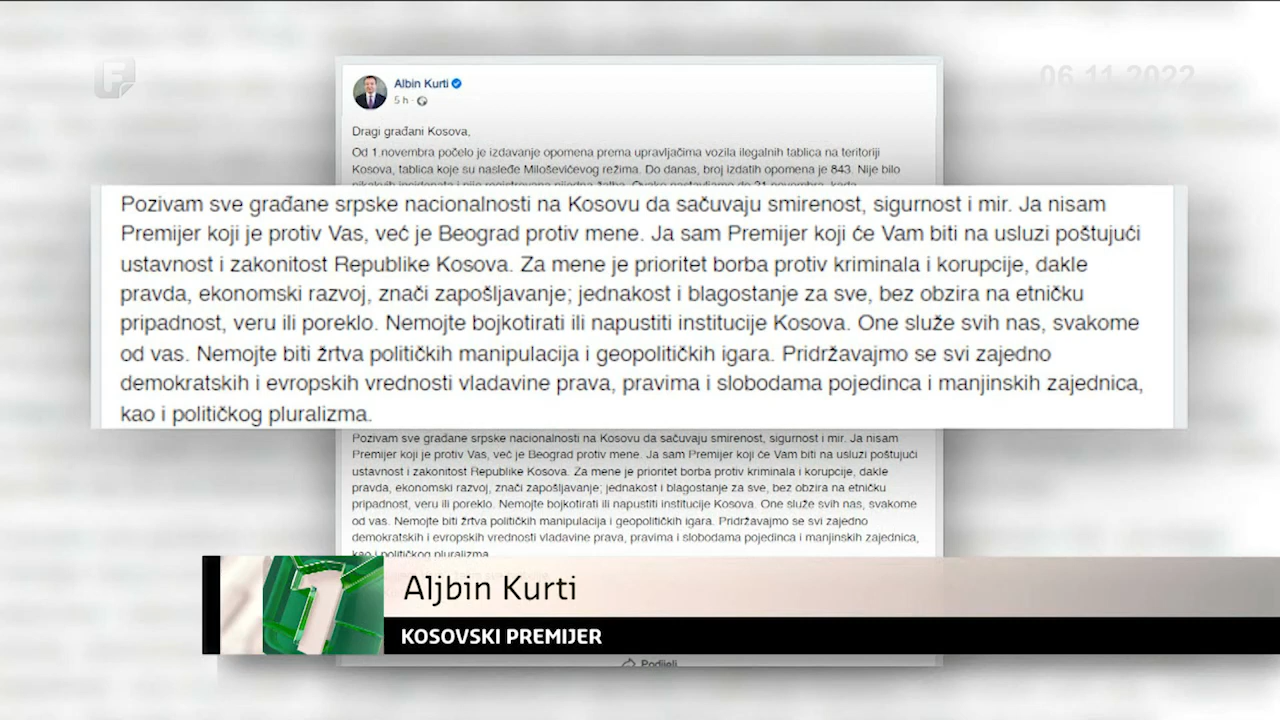 F
06.11.2022
Albin Kurti
5 h
Dragi građani Kosova,
Od 1 novembra počelo je izdavanje opomena prema upravljačima vozila ilegalnih tablica na teritoriji
Kosova, tablica koje su nasleđe Miloševićevog režima. Do danas, broj izdatih opomena je 843. Nije bilo
Pozivam sve građane srpske nacionalnosti na Kosovu da sačuvaju smirenost, sigurnost i mir. Ja nisam
Premijer koji je protiv Vas, već je Beograd protiv mene. Ja sam Premijer koji će Vam biti na usluzi poštujući
ustavnost i zakonitost Republike Kosova. Za mene je prioritet borba protiv kriminala i korupcije, dakle
pravda, ekonomski razvoj, znači zapošljavanje; jednakost i blagostanje za sve, bez obzira na etničku
pripadnost, veru ili poreklo. Nemojte bojkotirati ili napustiti institucije Kosova. One služe svih nas, svakome
od vas. Nemojte biti žrtva političkih manipulacija i geopolitičkih igara. Pridržavajmo se svi zajedno
demokratskih i evropskih vrednosti vladavine prava, pravima i slobodama pojedinca i manjinskih zajednica,
kao i političkog pluralizma.
Pozivam sve građane srpske nacionalnosti na Kosovu da sačuvaju smirenost, sigurnost i mir. Ja nisam
Premijer koji je protiv Vas, već je Beograd protiv mene. Ja sam Premijer koji će Vam biti na usluzi poštujući
ustavnost i zakonitost Republike Kosova. Za mene je prioritet borba protiv kriminala i korupcije, dakle
pravda, ekonomski razvoj, znači zapošljavanje; jednakost i blagostanje za sve, bez obzira na etničku
pripadnost, veru ili poreklo. Nemojte bojkotirati ili napustiti institucije Kosova. One služe svih nas, svakome
od vas. Nemojte biti žrtva političkih manipulacija i geopolitičkih igara. Pridržavajmo se svi zajedno
demokratskih i evropskih vrednosti vladavine prava, pravima i slobodama pojedinca i manjinskih zajednica,
kao i političkog pluralizma
1
Aljbin Kurti
KOSOVSKI PREMIJER
Podijeli